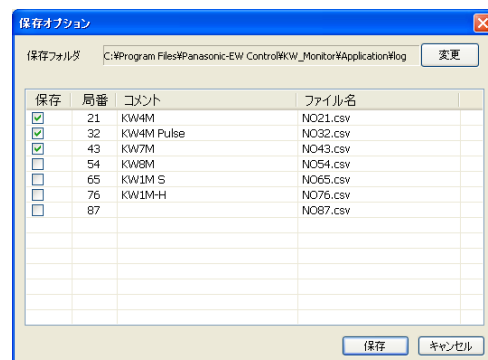 保存オプション
保存フォルダ C:¥Program Files¥Panasonic-EW Control¥KW_Monitor¥Application¥log 変更
保存 局番 コメント ファイル名
21 KW4M NO21.csv
32 KW4M Pulse NO32.csv
43 KW7M NO43.csv
54 KW8M NO54.csv
65 KW1M S NO65.csv
76 KW1M-H NO76.csv
87 NO87.csv
保存 キャンセル